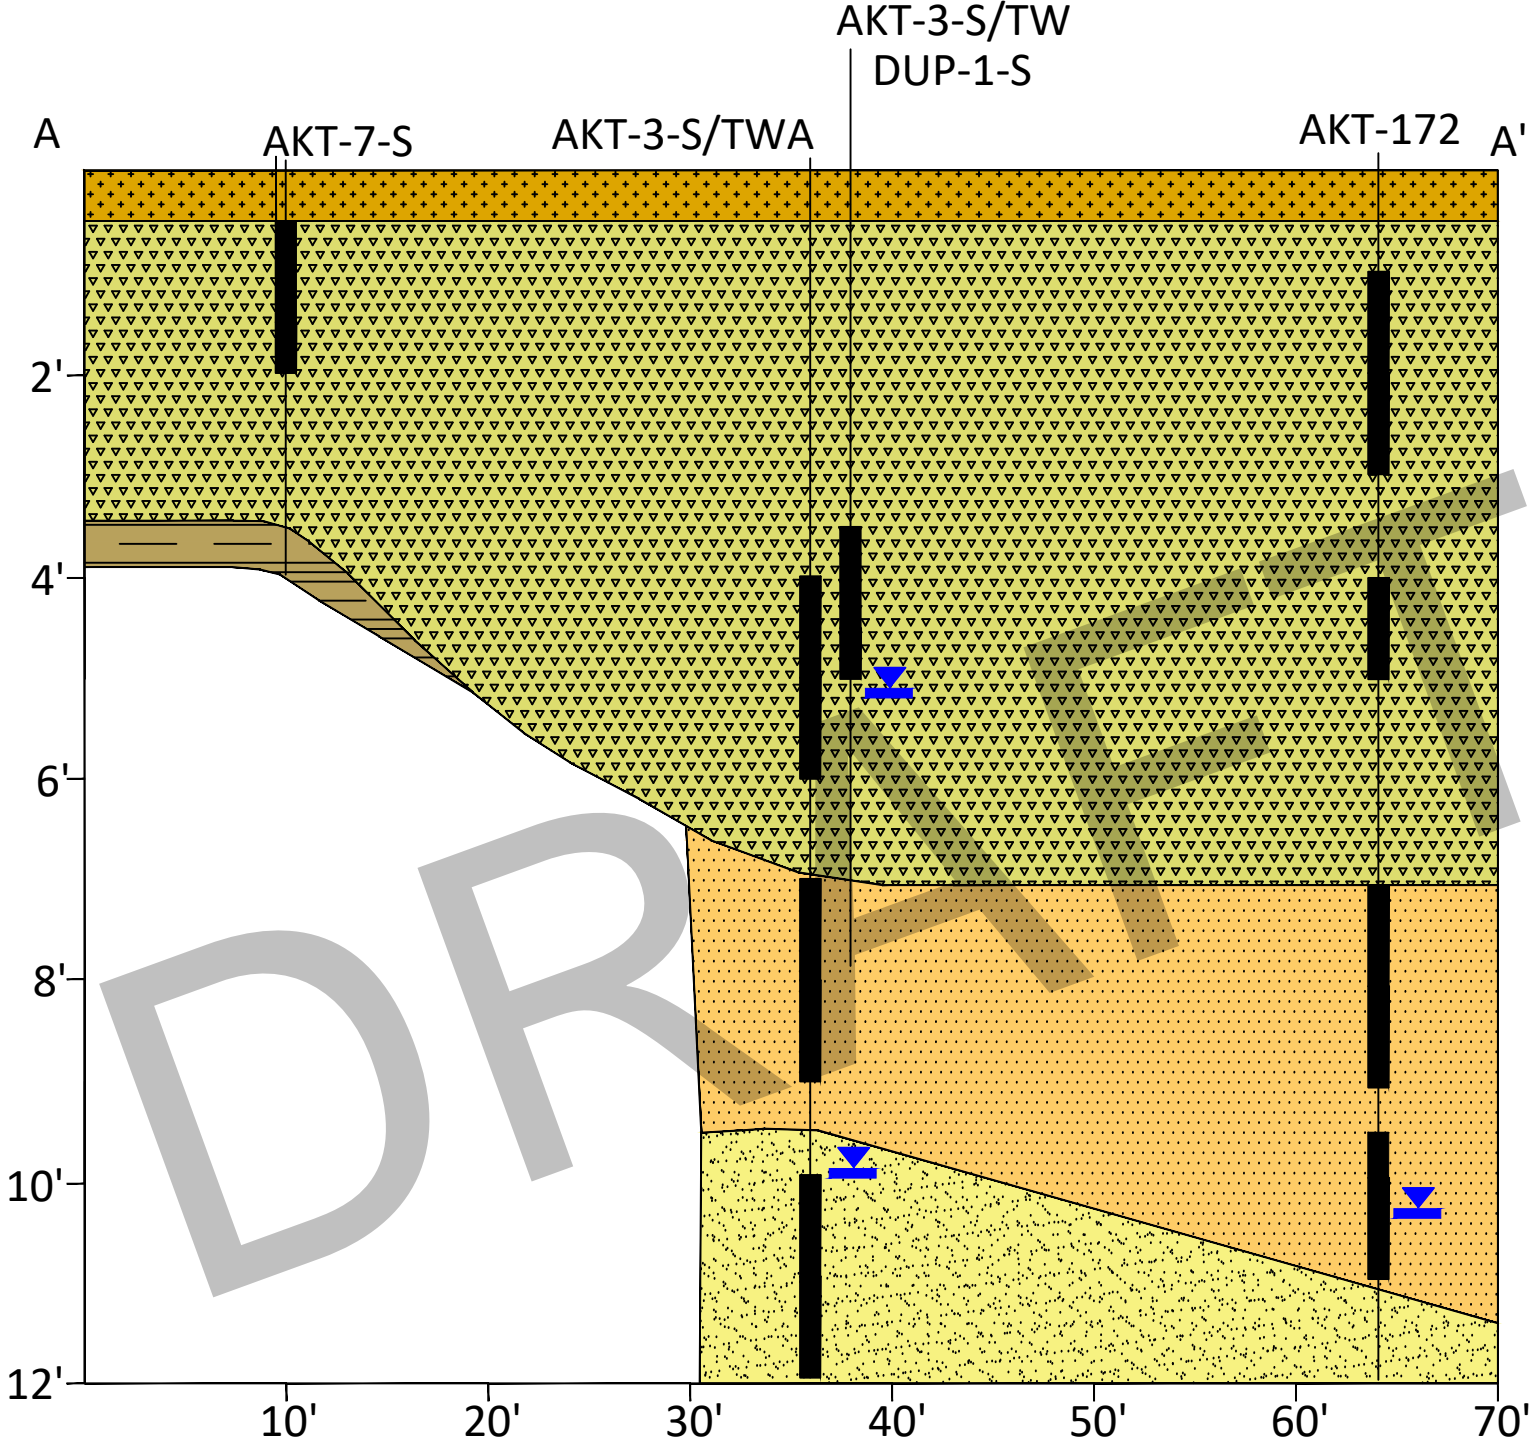 AKT-3-S/TW
DUP-1-S
A
AKT-7-S
AKT-3-S/TWA
AKT-172
A'
2'
4'
6'
8'
10'
12'
10'
20'
30'
40'
50'
60'
70'
DRAFT